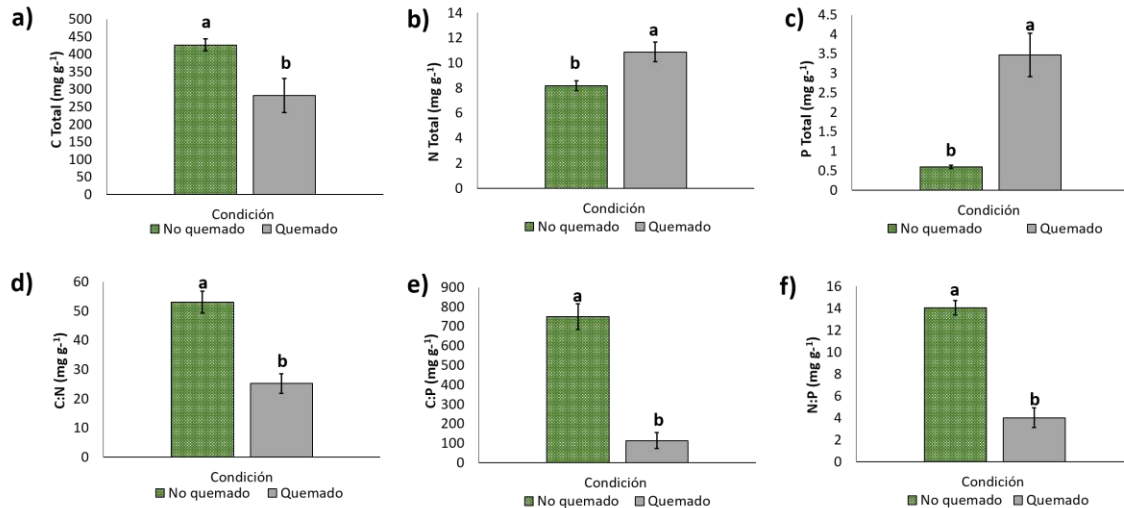 a)
C Total (mg g-1)
500
450
400
350
300
250
200
150
100
50
0
a
b
Condición
No quemado Quemado
b)
N Total (mg g-1)
14
12
10
8
6
4
2
0
b
a
Condición
No quemado Quemado
c)
P Total (mg g-1)
4.5
4
3.5
3
2.5
2
1.5
1
0.5
0
b
a
Condición
No quemado Quemado
d)
C:N (mg g-1)
60
50
40
30
20
10
0
a
b
Condición
No quemado Quemado
e)
C:P (mg g-1)
900
800
700
600
500
400
300
200
100
0
a
b
Condición
No quemado Quemado
f)
N:P (mg g-1)
16
14
12
10
8
6
4
2
0
a
b
Condición
No quemado Quemado